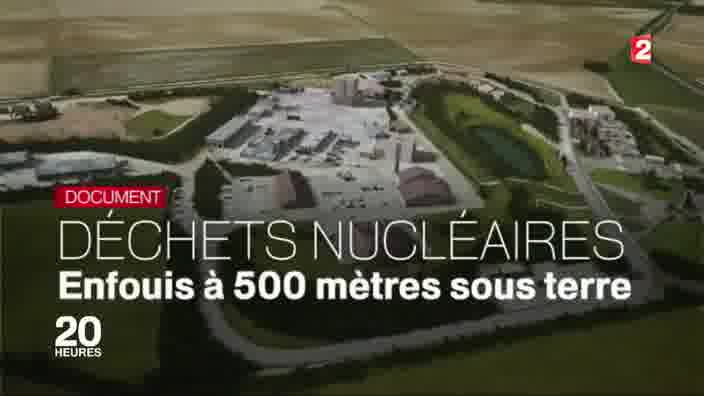 2
DOCUMENT
DÉCHETS NUCLÉAIRES
Enfouis à 500 mètres sous terre
20
HEURES